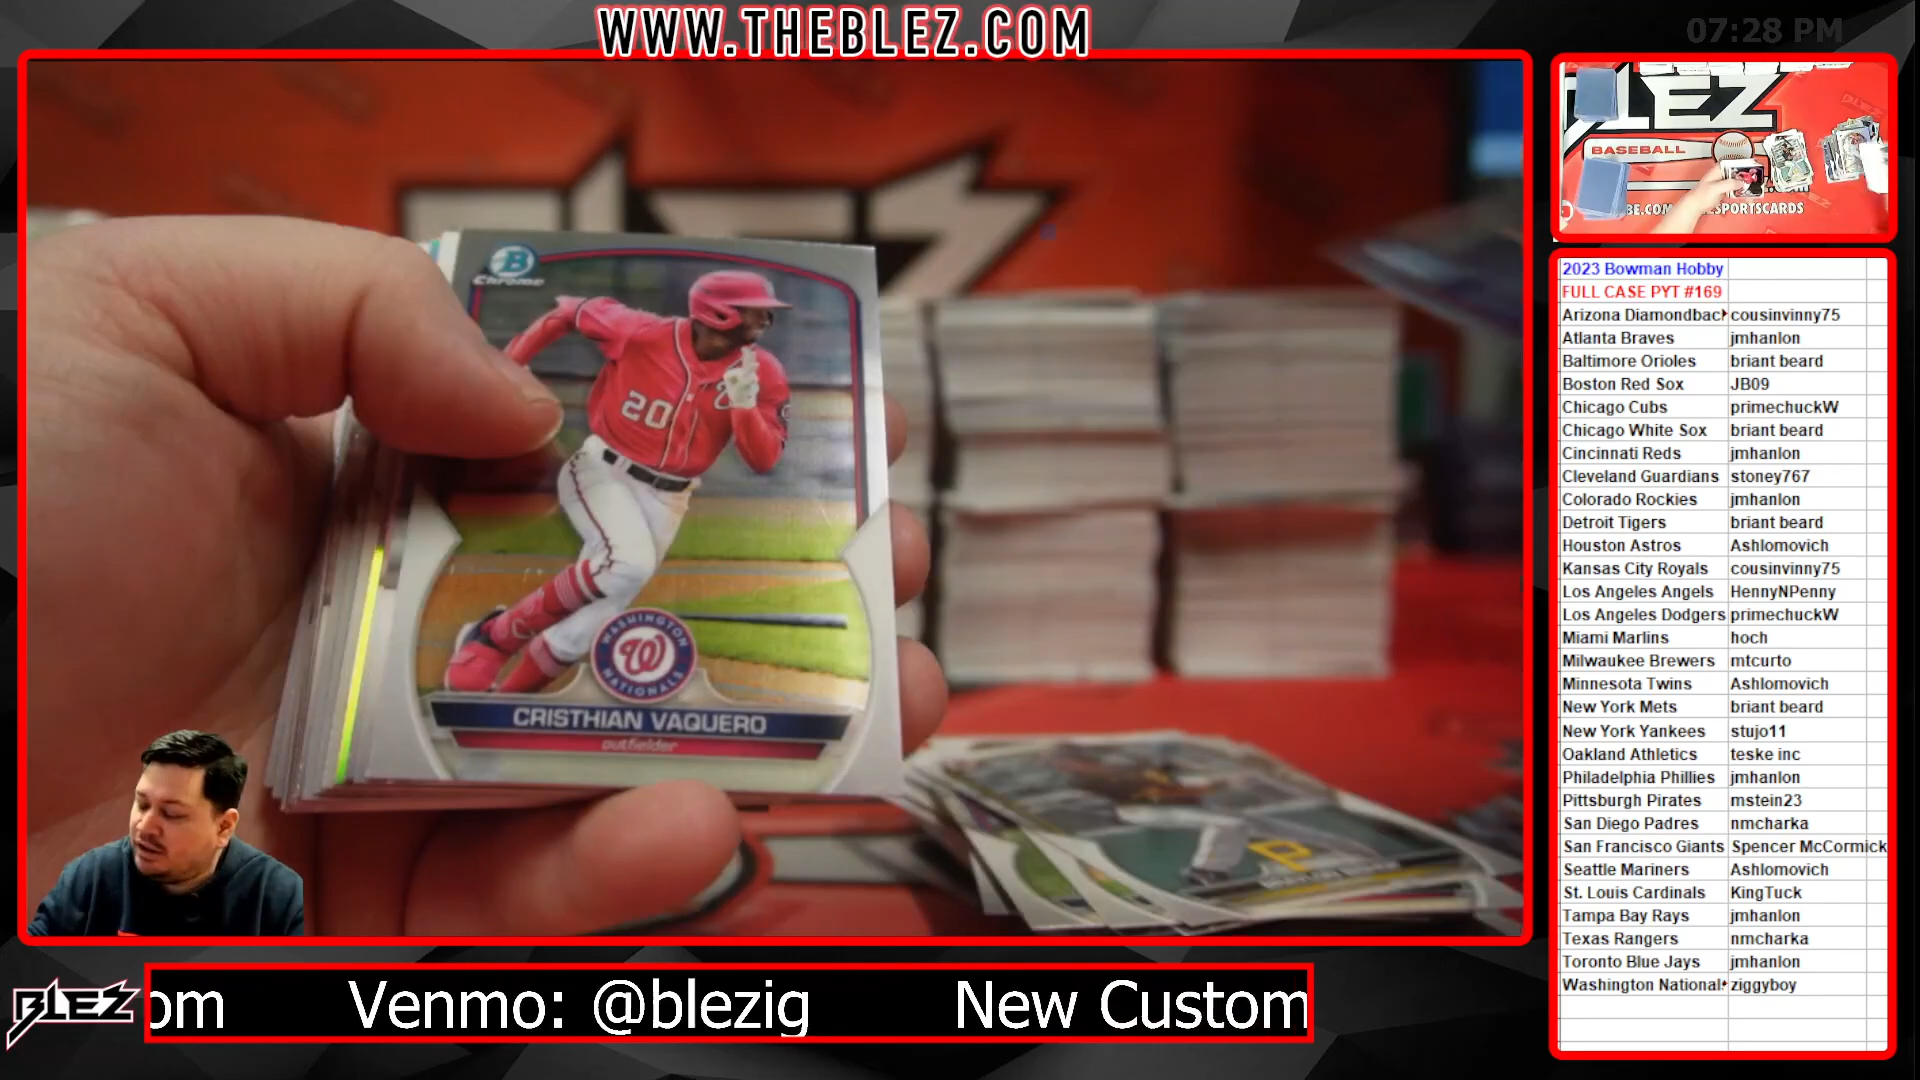 WWW.THEBLEZ.COM
07:28 PM
LEZ
BASEBALL
SPORTSCARDS
B
Chrome
20
WASHINGTON
W
NATIONALS
CRISTHIAN VAQUERO
outfielder
P
2023 Bowman Hobby
FULL CASE PYT #169
Arizona Diamondback cousinvinny75
Atlanta Braves jmhanlon
Baltimore Orioles briant beard
Boston Red Sox JB09
Chicago Cubs primechuckW
Chicago White Sox briant beard
Cincinnati Reds jmhanlon
Cleveland Guardians stoney767
Colorado Rockies jmhanlon
Detroit Tigers briant beard
Houston Astros Ashlomovich
Kansas City Royals cousinvinny75
Los Angeles Angels HennyNPenny
Los Angeles Dodgers primechuckW
Miami Marlins hoch
Milwaukee Brewers mtcurto
Minnesota Twins Ashlomovich
New York Mets briant beard
New York Yankees stujo11
Oakland Athletics teske inc
Philadelphia Phillies jmhanlon
Pittsburgh Pirates mstein23
San Diego Padres nmcharka
San Francisco Giants Spencer McCormick
Seattle Mariners Ashlomovich
St. Louis Cardinals KingTuck
Tampa Bay Rays jmhanlon
Texas Rangers nmcharka
Toronto Blue Jays jmhanlon
Washington National ziggyboy
BLEZ
om Venmo: @blezig New Custom